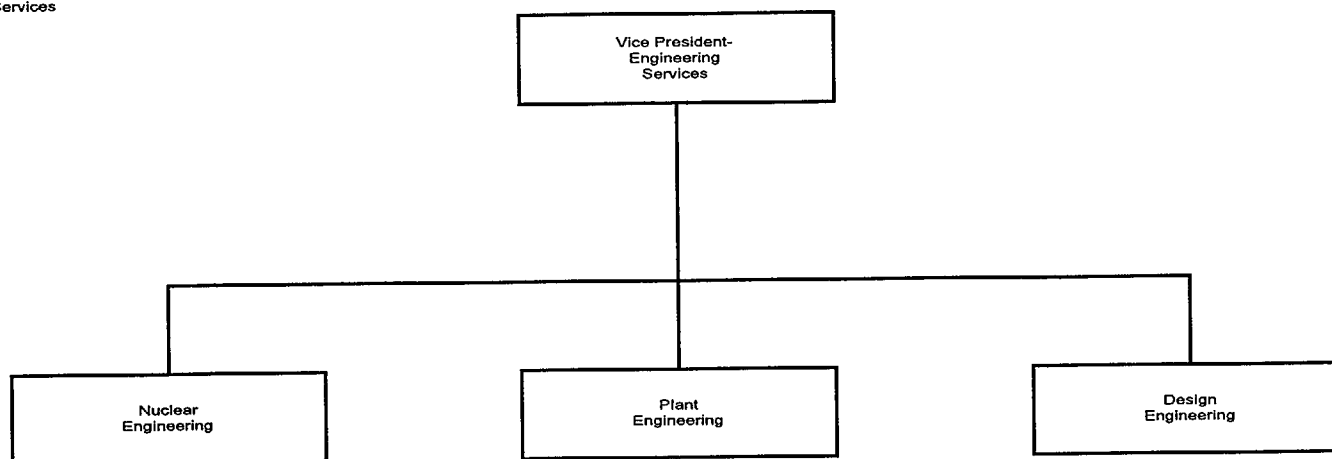 Services
Vice President-
Engineering
Services
Nuclear
Engineering
Plant
Engineering
Design
Engineering